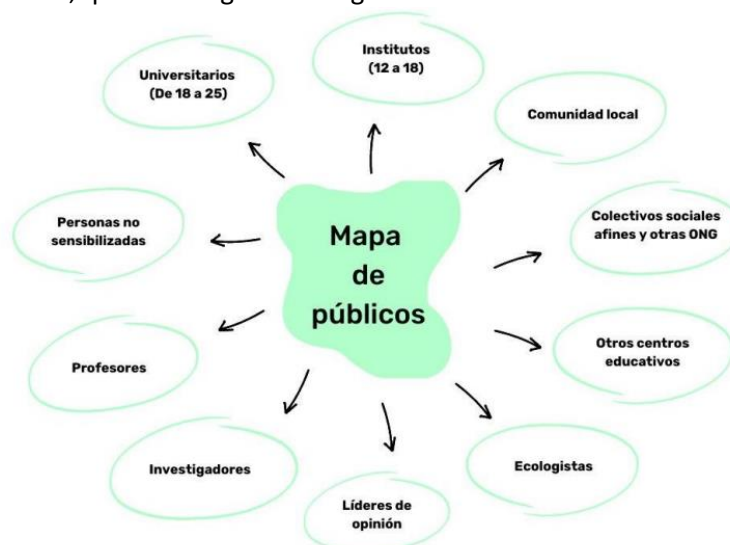 Institutos
(12 a 18)
Universitarios
(De 18 a 25)
Comunidad local
Personas no
sensibilizadas
Mapa
de
públicos
Colectivos sociales
afines y otras ONG
Profesores
Otros centros
educativos
Investigadores
Ecologistas
Líderes de
opinión